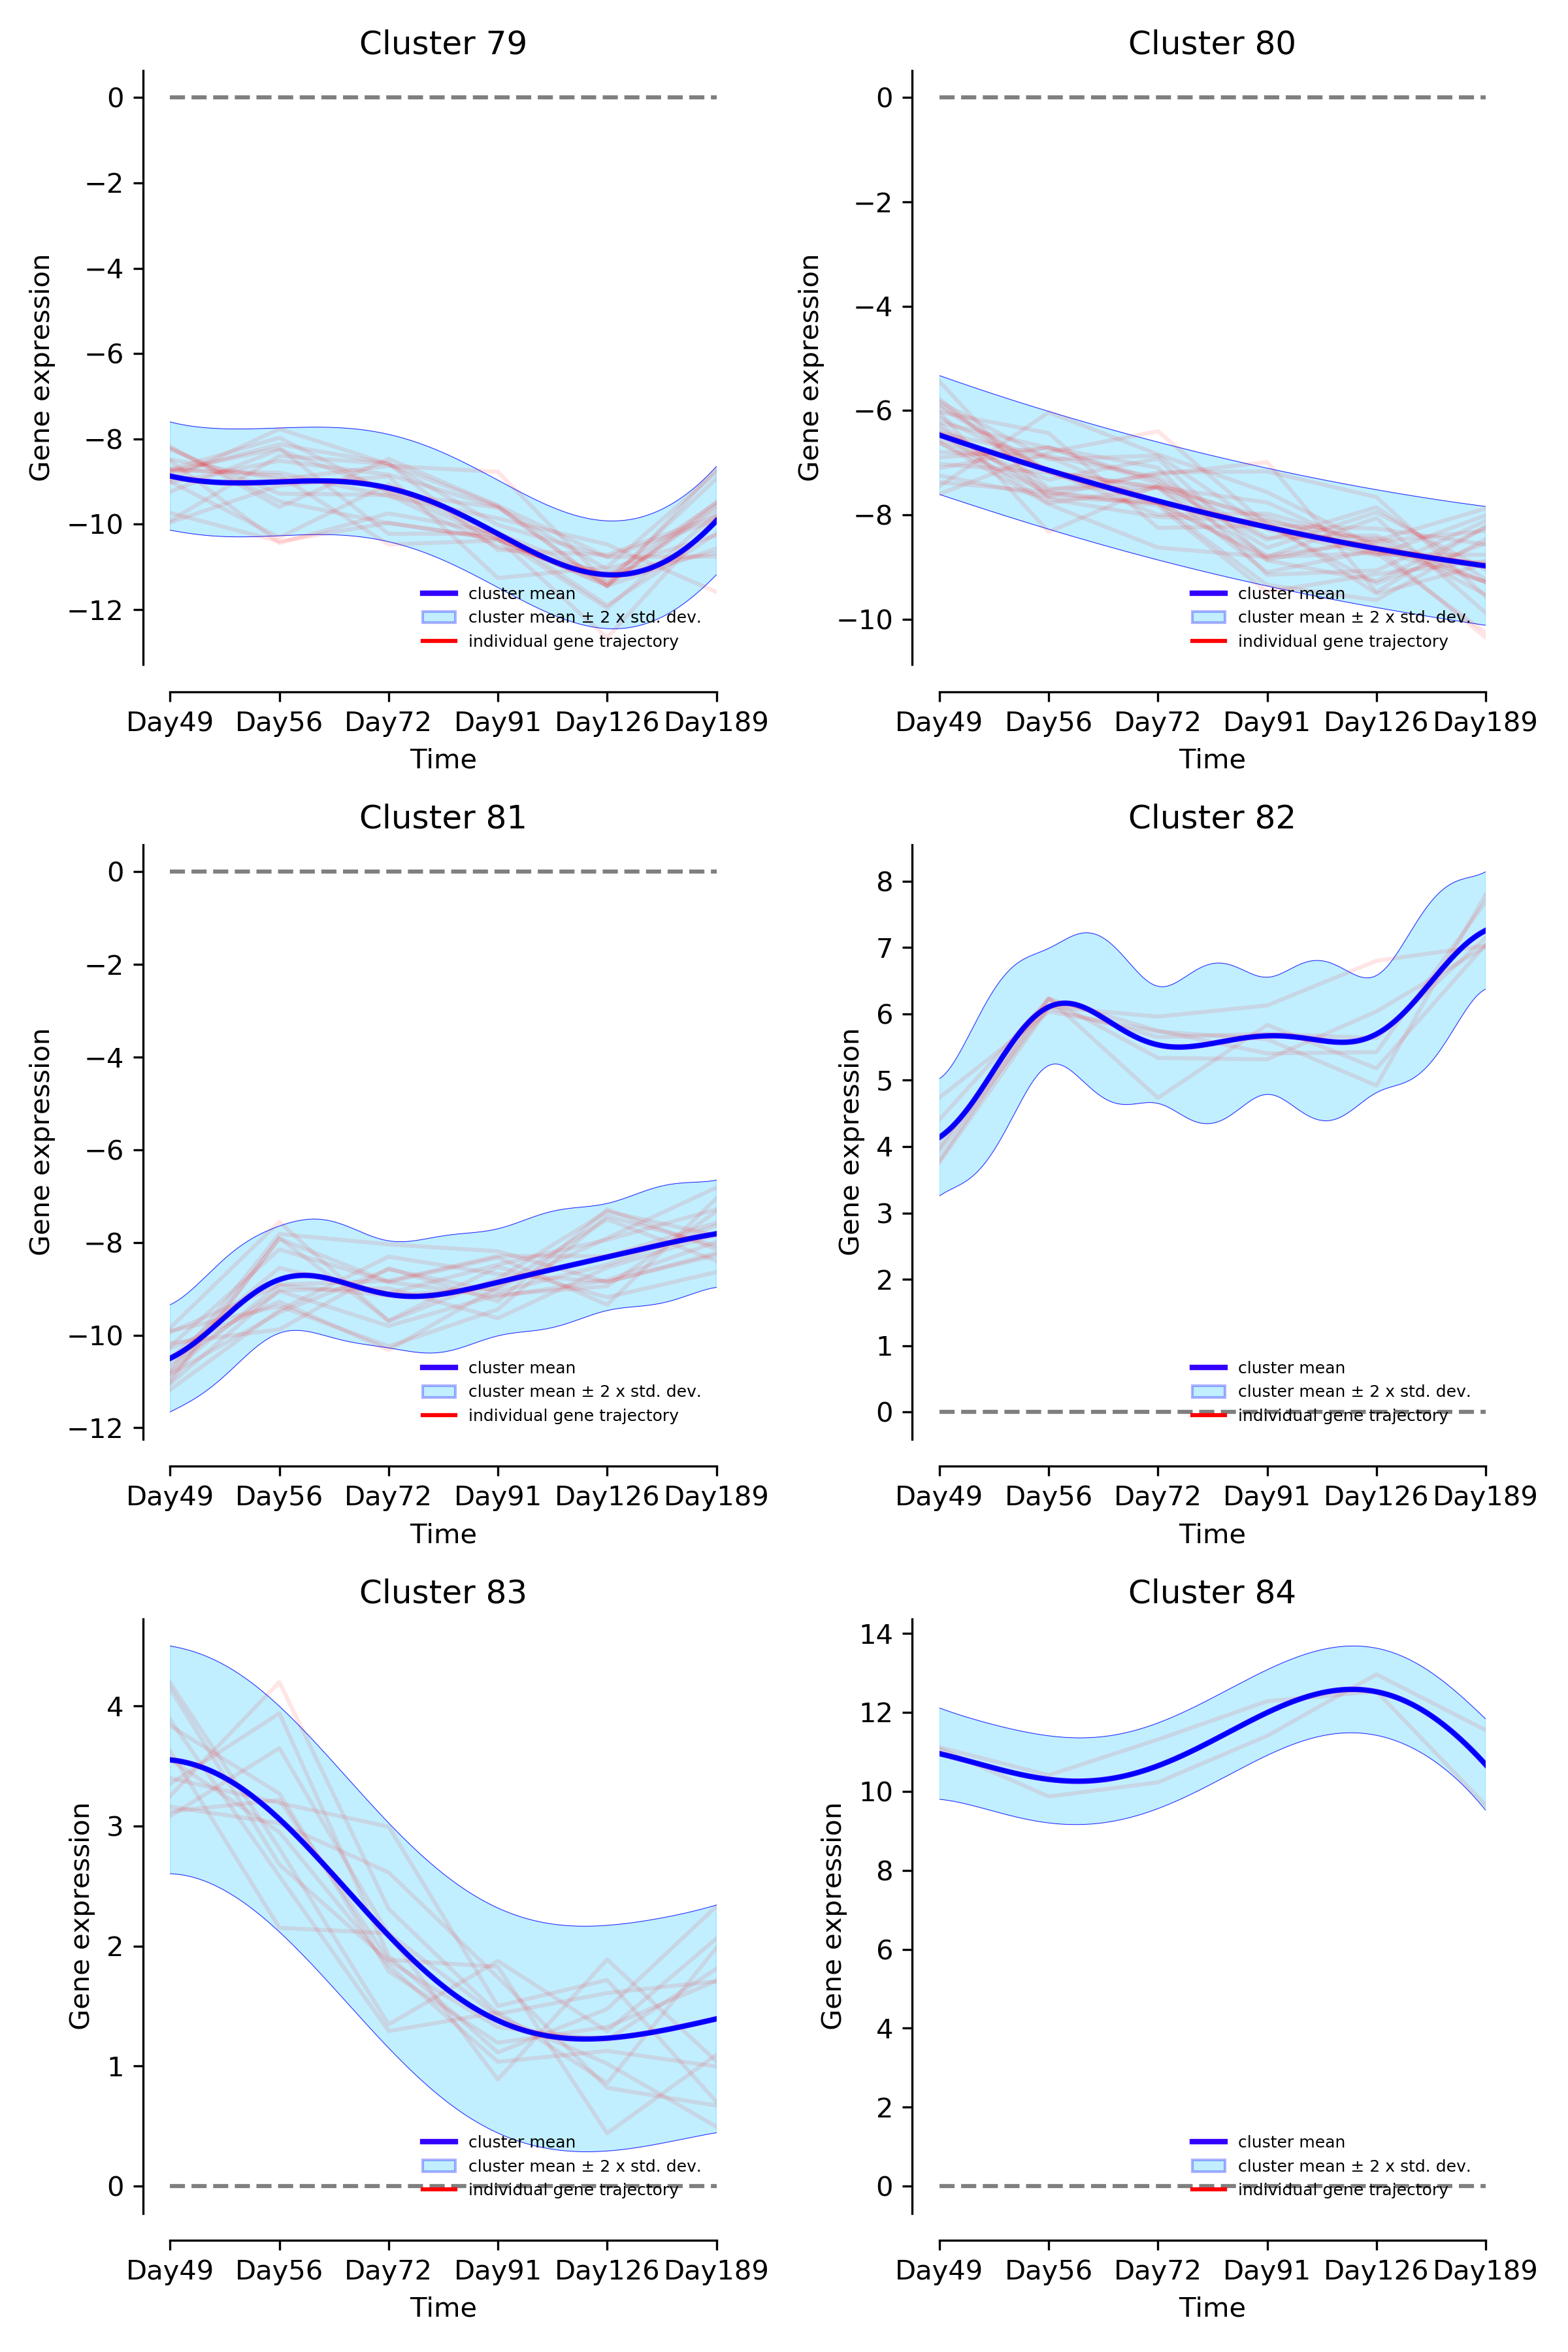 Cluster 79
Gene expression
0
−2
−4
−6
−8
−10
−12
cluster mean
cluster mean ± 2 x std. dev.
individual gene trajectory
Day49 Day56 Day72 Day91 Day126 Day189
Time
Cluster 80
Gene expression
0
−2
−4
−6
−8
−10
cluster mean
cluster mean ± 2 x std. dev.
individual gene trajectory
Day49 Day56 Day72 Day91 Day126 Day189
Time
Cluster 81
Gene expression
0
−2
−4
−6
−8
−10
−12
cluster mean
cluster mean ± 2 x std. dev.
individual gene trajectory
Day49 Day56 Day72 Day91 Day126 Day189
Time
Cluster 82
Gene expression
8
7
6
5
4
3
2
1
0
cluster mean
cluster mean ± 2 x std. dev.
individual gene trajectory
Day49 Day56 Day72 Day91 Day126 Day189
Time
Cluster 83
Gene expression
4
3
2
1
0
cluster mean
cluster mean ± 2 x std. dev.
individual gene trajectory
Day49 Day56 Day72 Day91 Day126 Day189
Time
Cluster 84
Gene expression
14
12
10
8
6
4
2
0
cluster mean
cluster mean ± 2 x std. dev.
individual gene trajectory
Day49 Day56 Day72 Day91 Day126 Day189
Time